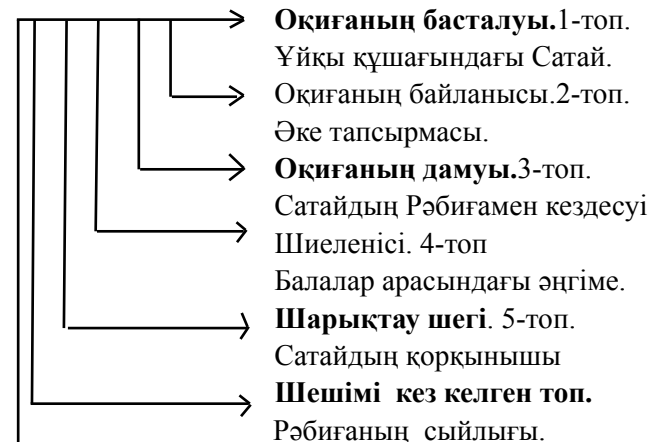 Оқиғаның басталуы.1-топ.
Ұйқы құшағындағы Сатай.
Оқиғаның байланысы.2-топ.
Әке тапсырмасы.
Оқиғаның дамуы.3-топ.
Сатайдың Рәбиғамен кездесуі
Шиеленісі. 4-топ
Балалар арасындағы әңгіме.
Шарықтау шегі. 5-топ.
Сатайдың қорқынышы
Шешімі кез келген топ.
Рәбиғаның сыйлығы.